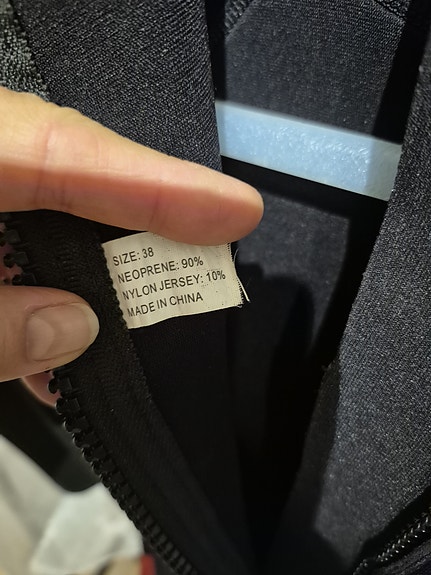 SIZE: 38
NEOPRENE: 90%
NYLON JERSEY: 10%
MADE IN CHINA